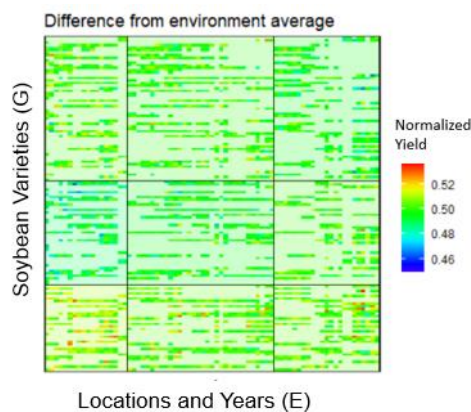 Difference from environment average
Soybean Varieties (G)
Normalized
Yield
0.52
0.50
0.48
0.46
Locations and Years (E)